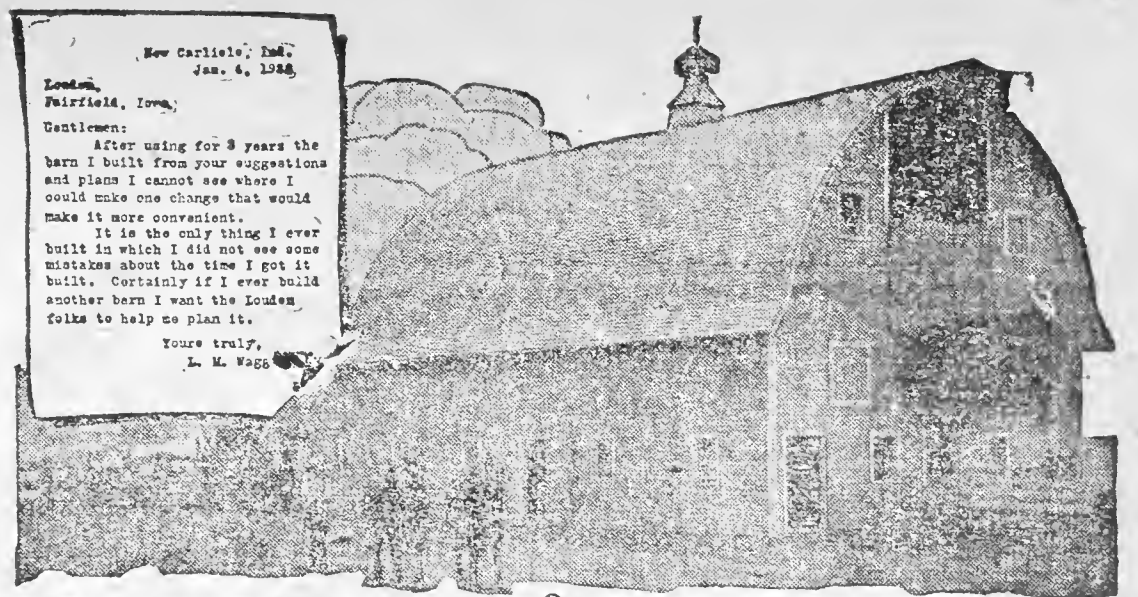 New Carlisle, Ind.
Jan. 4,
Louden,
Fairfield, Iowa,
Gentlemen:
After using for 3 years the
barn I built from your suggestions
and plans I cannot see where I
could make one change that would
make it more convenient.
It is the only thing I ever
built in which I did not see some
mistakes about the time I got it
built. Certainly if I ever build
another barn I want the Louden
folks to help me plan it.
Yours truly,
L. M. Wagg